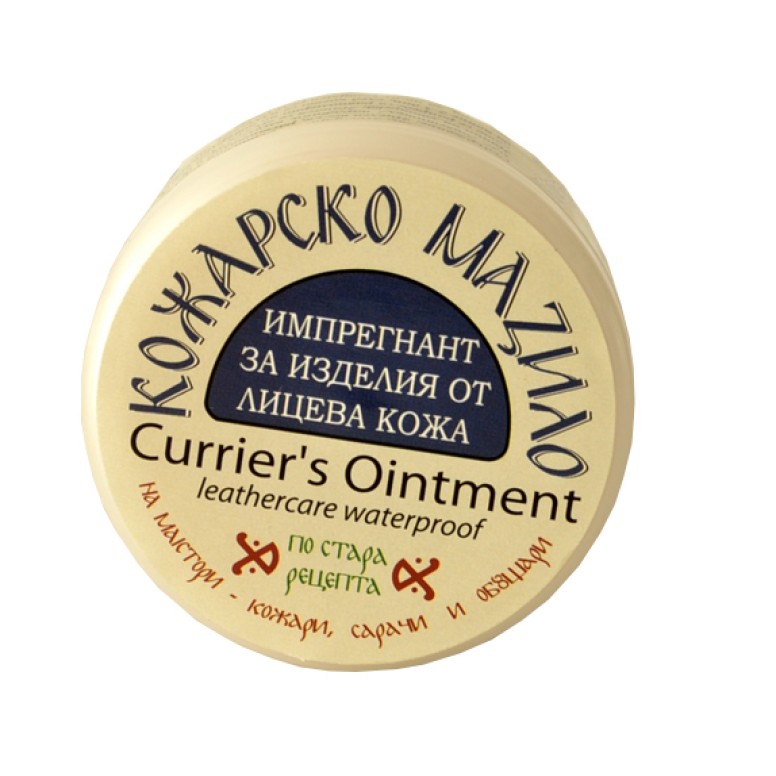 КОЖАРСКО МАЗИЛО
ИМПРЕГНАНТ
ЗА ИЗДЕЛИЯ ОТ
ЛИЦЕВА КОЖА
Currier's Ointment
leathercare waterproof
ПО СТАРА
РЕЦЕПТА
НА МАЙСТОРИ - КОЖАРИ, САРАЧИ И ОБУЩАРИ